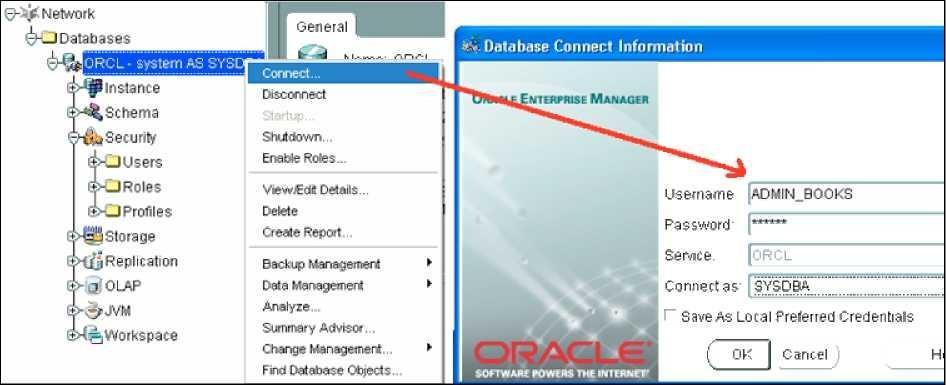 Network
Databases
ORCL - system AS SYSDBA
Instance
Schema
Security
Users
Roles
Profiles
Storage
Replication
OLAP
JVM
Workspace
General
Name: ORCL
Connect...
Disconnect
Startup...
Shutdown...
Enable Roles...
View/Edit Details...
Delete
Create Report...
Backup Management
Data Management
Analyze...
Summary Advisor...
Change Management...
Find Database Objects...
Database Connect Information
ORACLE ENTERPRISE MANAGER
Username ADMIN_BOOKS
Password: ******
Service. ORCL
Connect as: SYSDBA
Save As Local Preferred Credentials
OK Cancel
ORACLE
SOFTWARE POWERS THE INTERNET